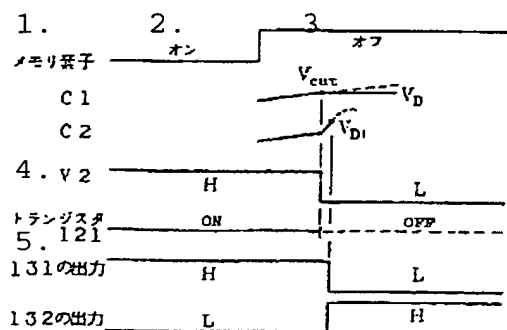 1. 2. 3
オン オフ
メモリ素子
Vcut
C1 VD
C2 VD1
4. V2 H L
トランジスタ ON OFF
5. 121
131の出力 H L
132の出力 L H